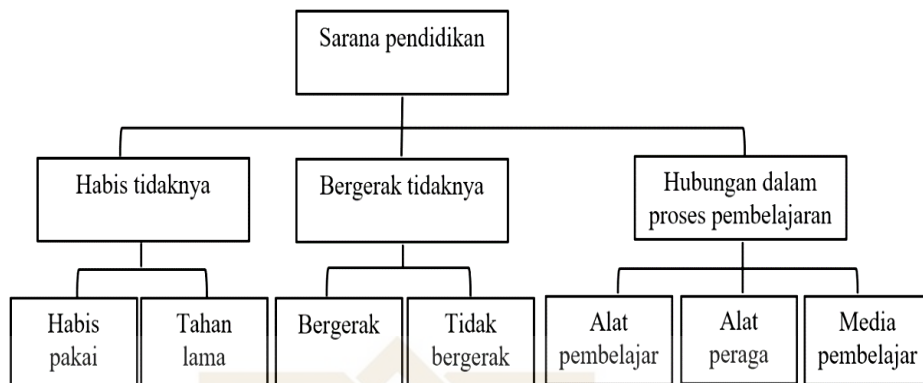 Sarana pendidikan
Habis tidaknya
Bergerak tidaknya
Hubungan dalam
proses pembelajaran
Habis
pakai
Tahan
lama
Bergerak
Tidak
bergerak
Alat
pembelajar
Alat
peraga
Media
pembelajar